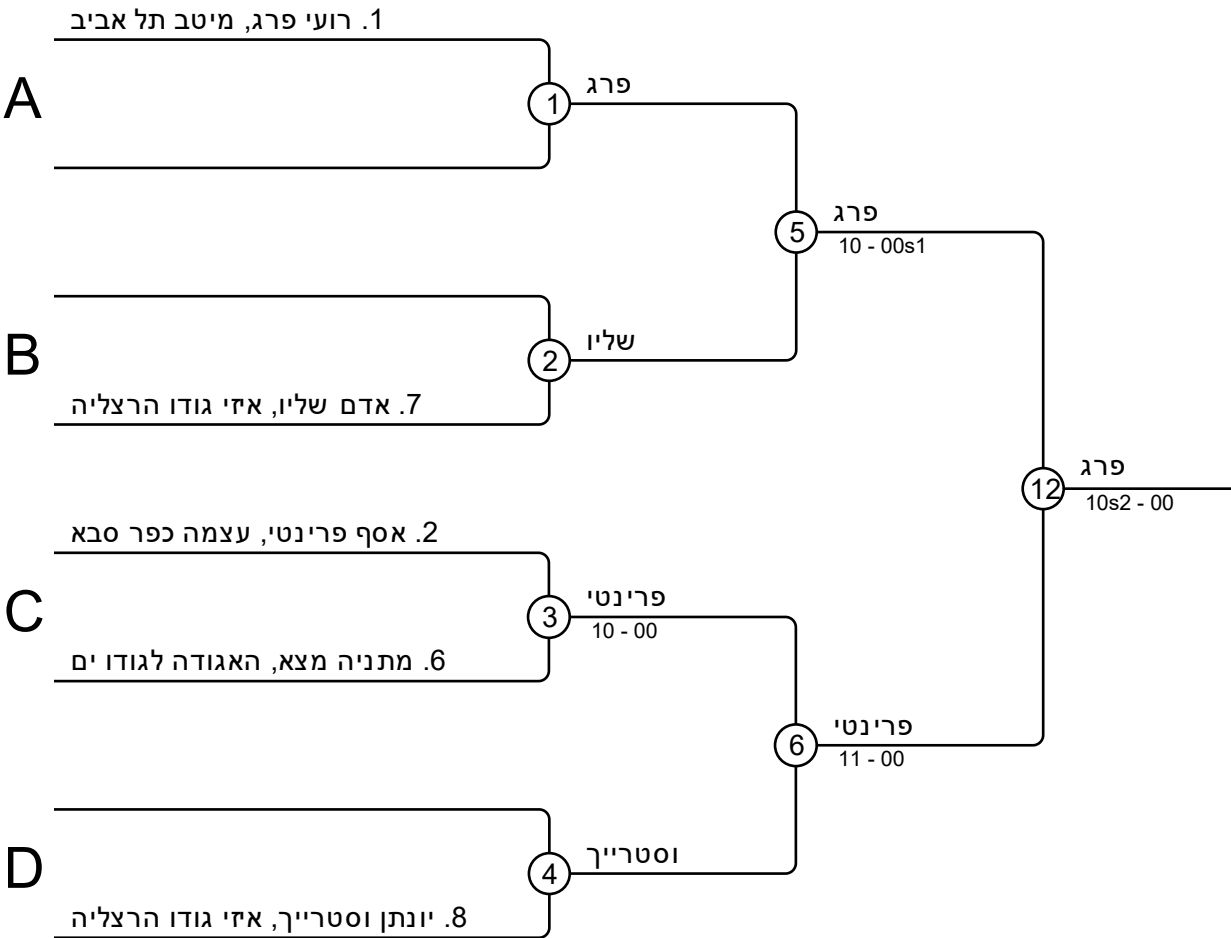 1. רועי פרג, מיטב תל אביב
A
1
פרג
5
פרג
10 - 00s1
B
2
שליו
7. אדם שליו, איזי גודו הרצליה
12
פרג
10s2 - 00
2. אסף פרינטי, עצמה כפר סבא
C
3
פרינטי
10 - 00
6. מתניה מצא, האגודה לגודו ים
6
פרינטי
11 - 00
D
4
וסטרייך
8. יונתן וסטרייך, איזי גודו הרצליה